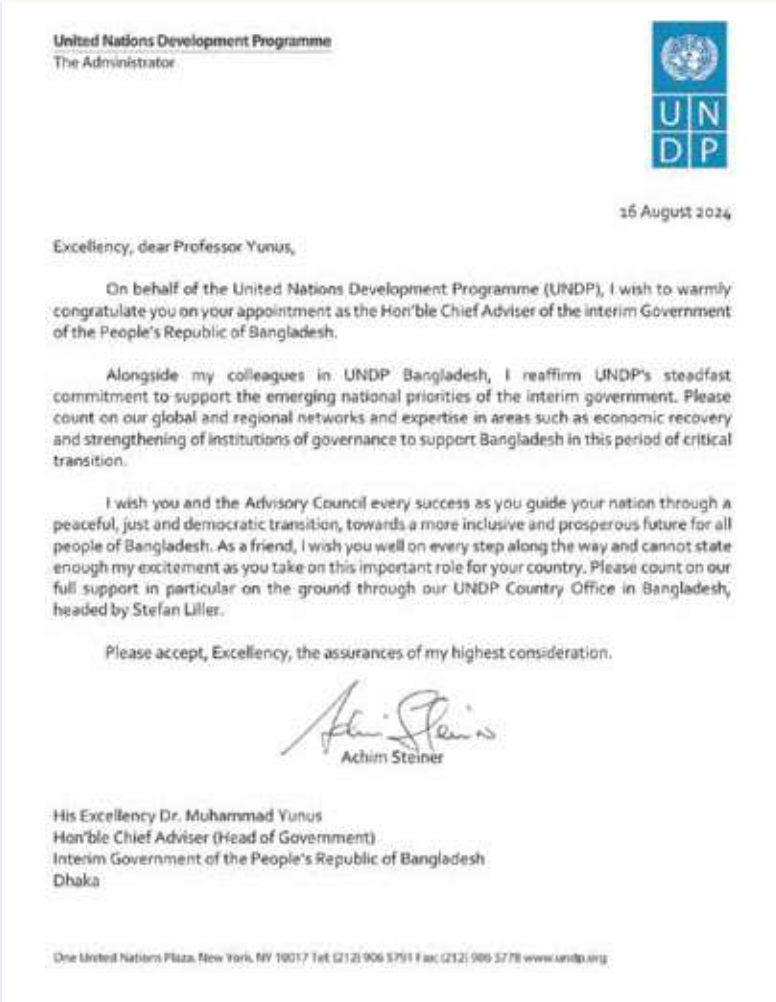 United Nations Development Programme
The Administrator
U N
D P
16 August 2024
Excellency, dear Professor Yunus,
On behalf of the United Nations Development Programme (UNDP), I wish to warmly
congratulate you on your appointment as the Hon'ble Chief Adviser of the interim Government
of the People's Republic of Bangladesh.
Alongside my colleagues in UNDP Bangladesh, I reaffirm UNDP's steadfast
commitment to support the emerging national priorities of the interim government. Please
count on our global and regional networks and expertise in areas such as economic recovery
and strengthening of institutions of governance to support Bangladesh in this period of critical
transition.
I wish you and the Advisory Council every success as you guide your nation through a
peaceful, just and democratic transition, towards a more inclusive and prosperous future for all
people of Bangladesh. As a friend, I wish you well on every step along the way and cannot state
enough my excitement as you take on this important role for your country. Please count on our
full support in particular on the ground through our UNDP Country Office in Bangladesh,
headed by Stefan Liller.
Please accept, Excellency, the assurances of my highest consideration.
Achim Steiner
Achim Steiner
His Excellency Dr. Muhammad Yunus
Hon'ble Chief Adviser (Head of Government)
Interim Government of the People's Republic of Bangladesh
Dhaka
One United Nations Plaza, New York, NY 10017 Tel: (212) 906 5791 Fax: (212) 906 5778 www.undp.org